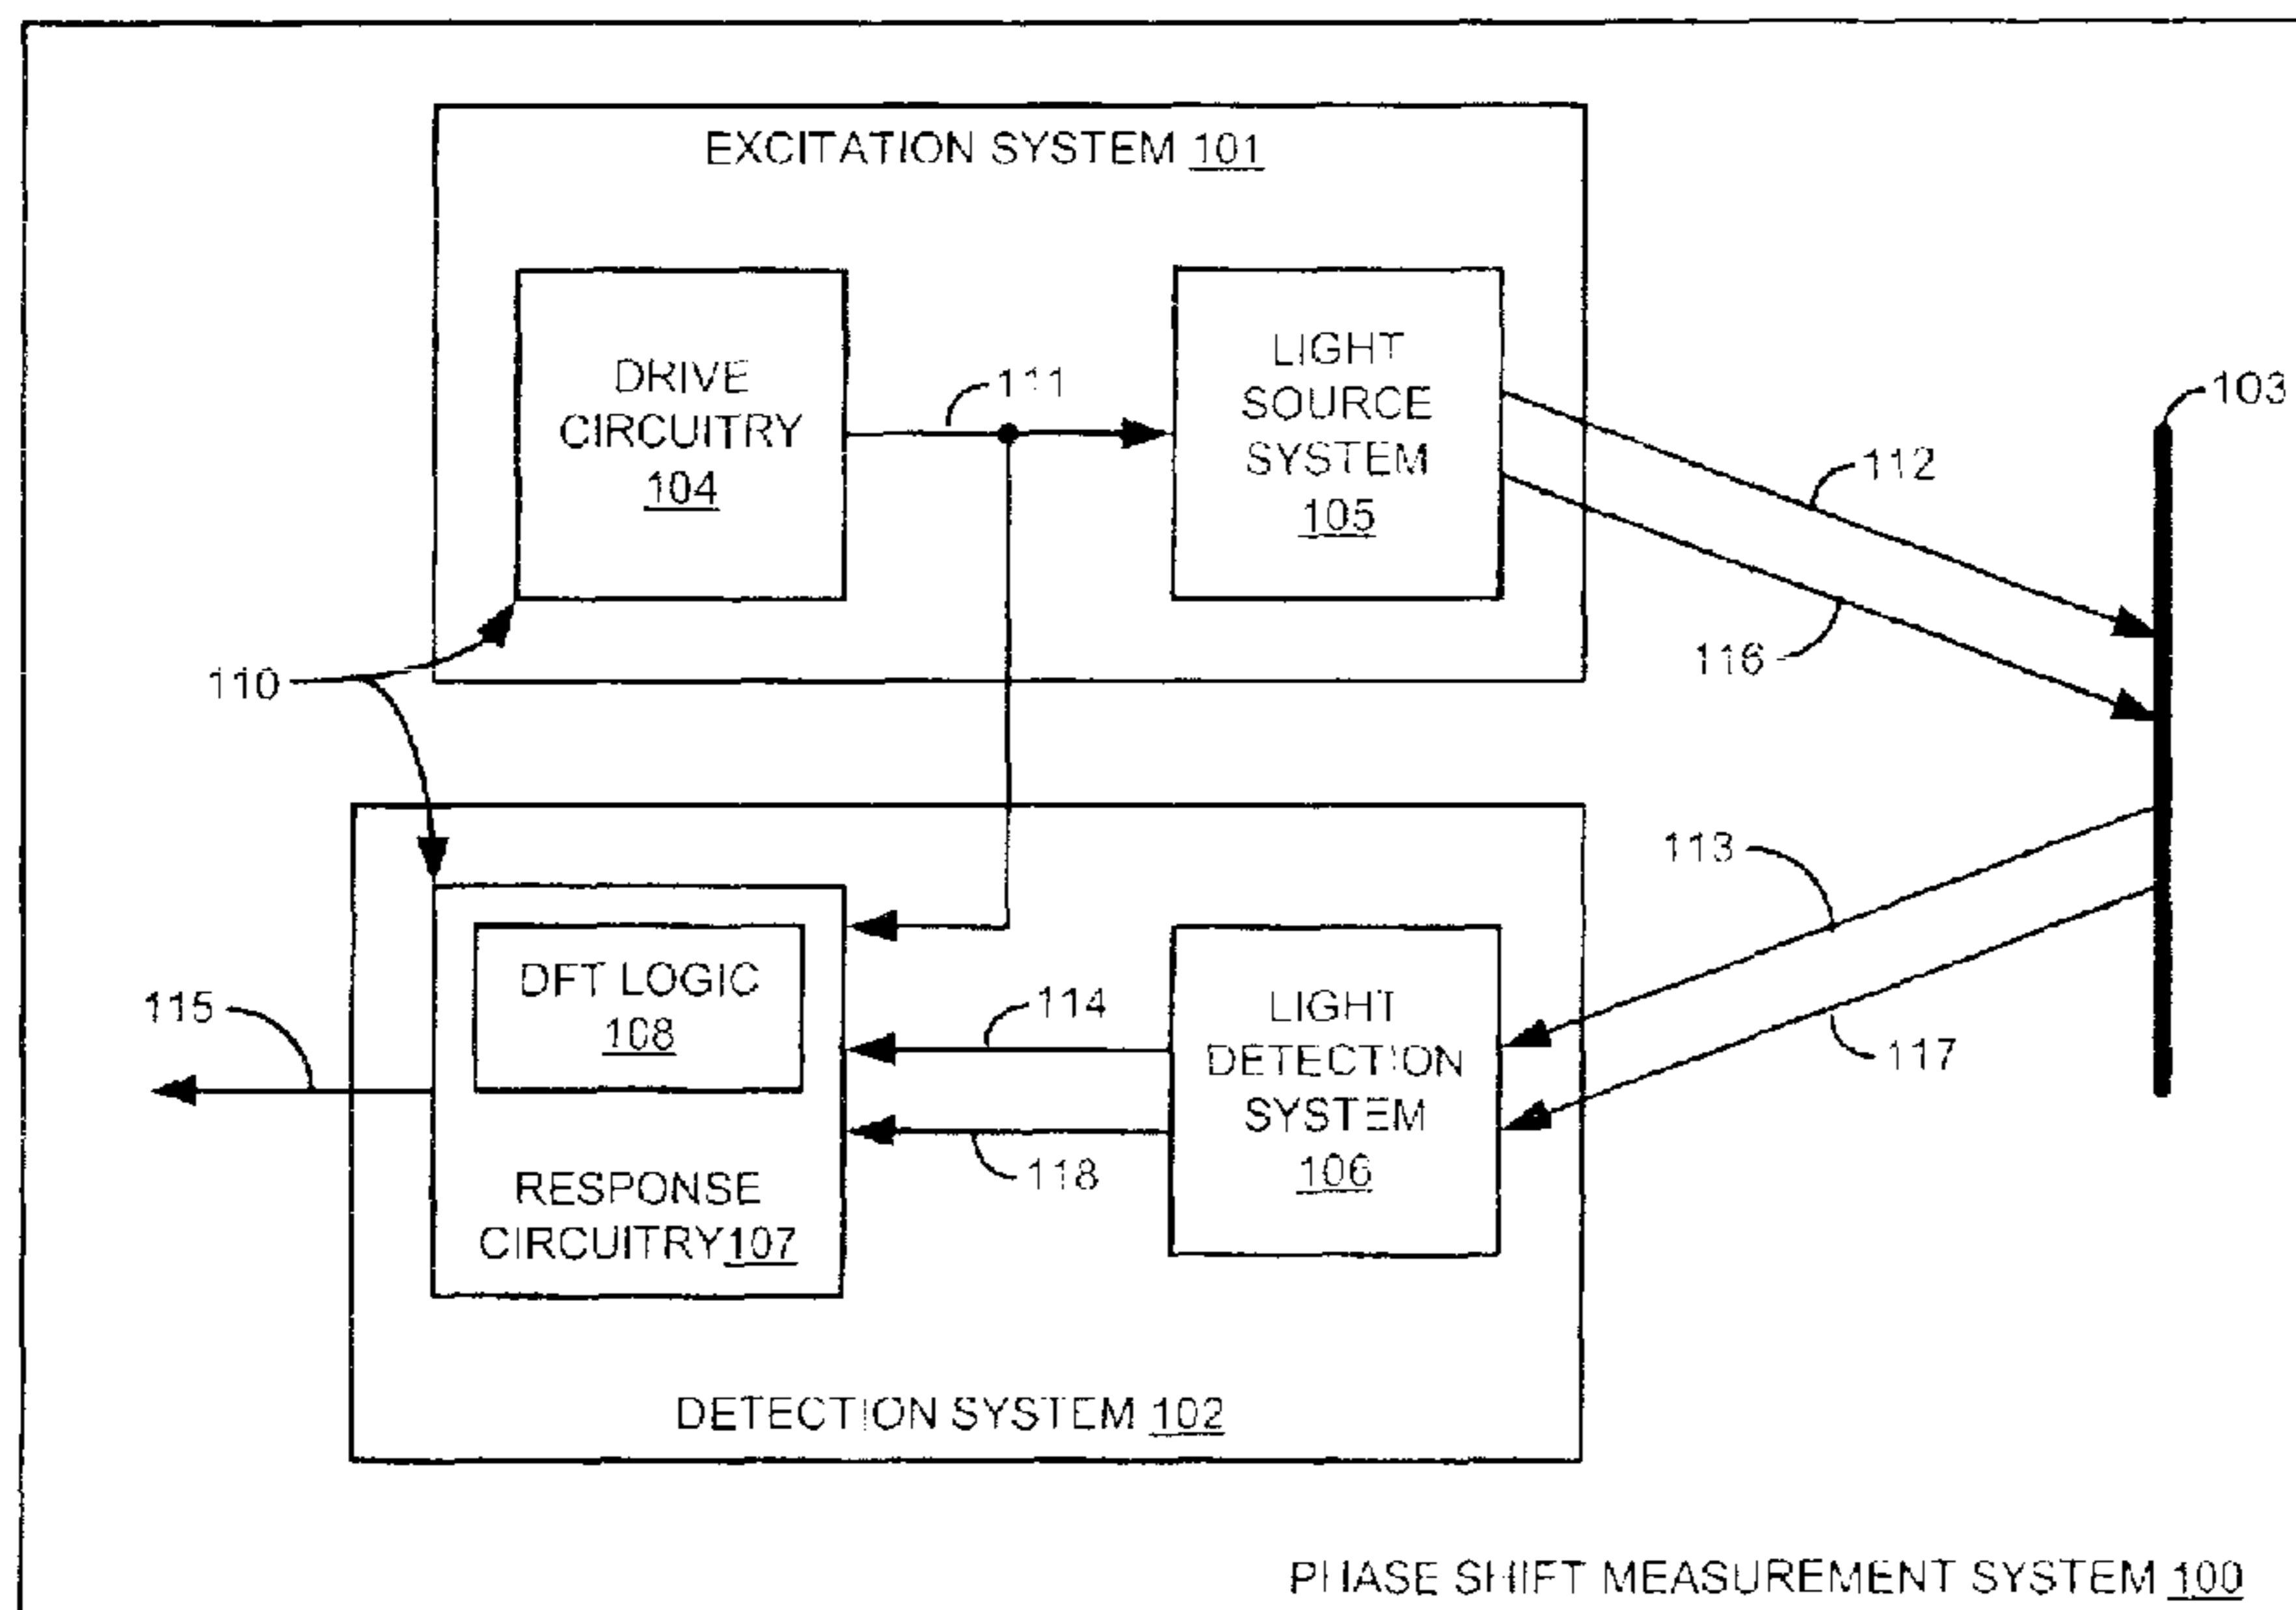 EXCITATION SYSTEM 101
DRIVE
CIRCUITRY
104
111
LIGHT
SOURCE
SYSTEM
105
103
112
116
110
113
DFT LOGIC
108
115
114
LIGHT
DETECTION
SYSTEM
106
117
118
RESPONSE
CIRCUITRY107
DETECTION SYSTEM 102
PHASE SHIFT MEASUREMENT SYSTEM 100